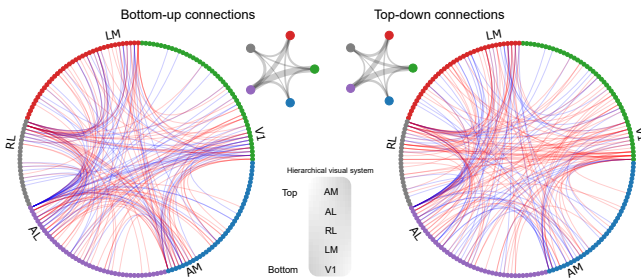 Bottom-up connections
Top-down connections
LM
V1
RL
AL
AM
LM
V1
RL
AL
AM
Hierarchical visual system
Top
AM
AL
RL
LM
Bottom
V1